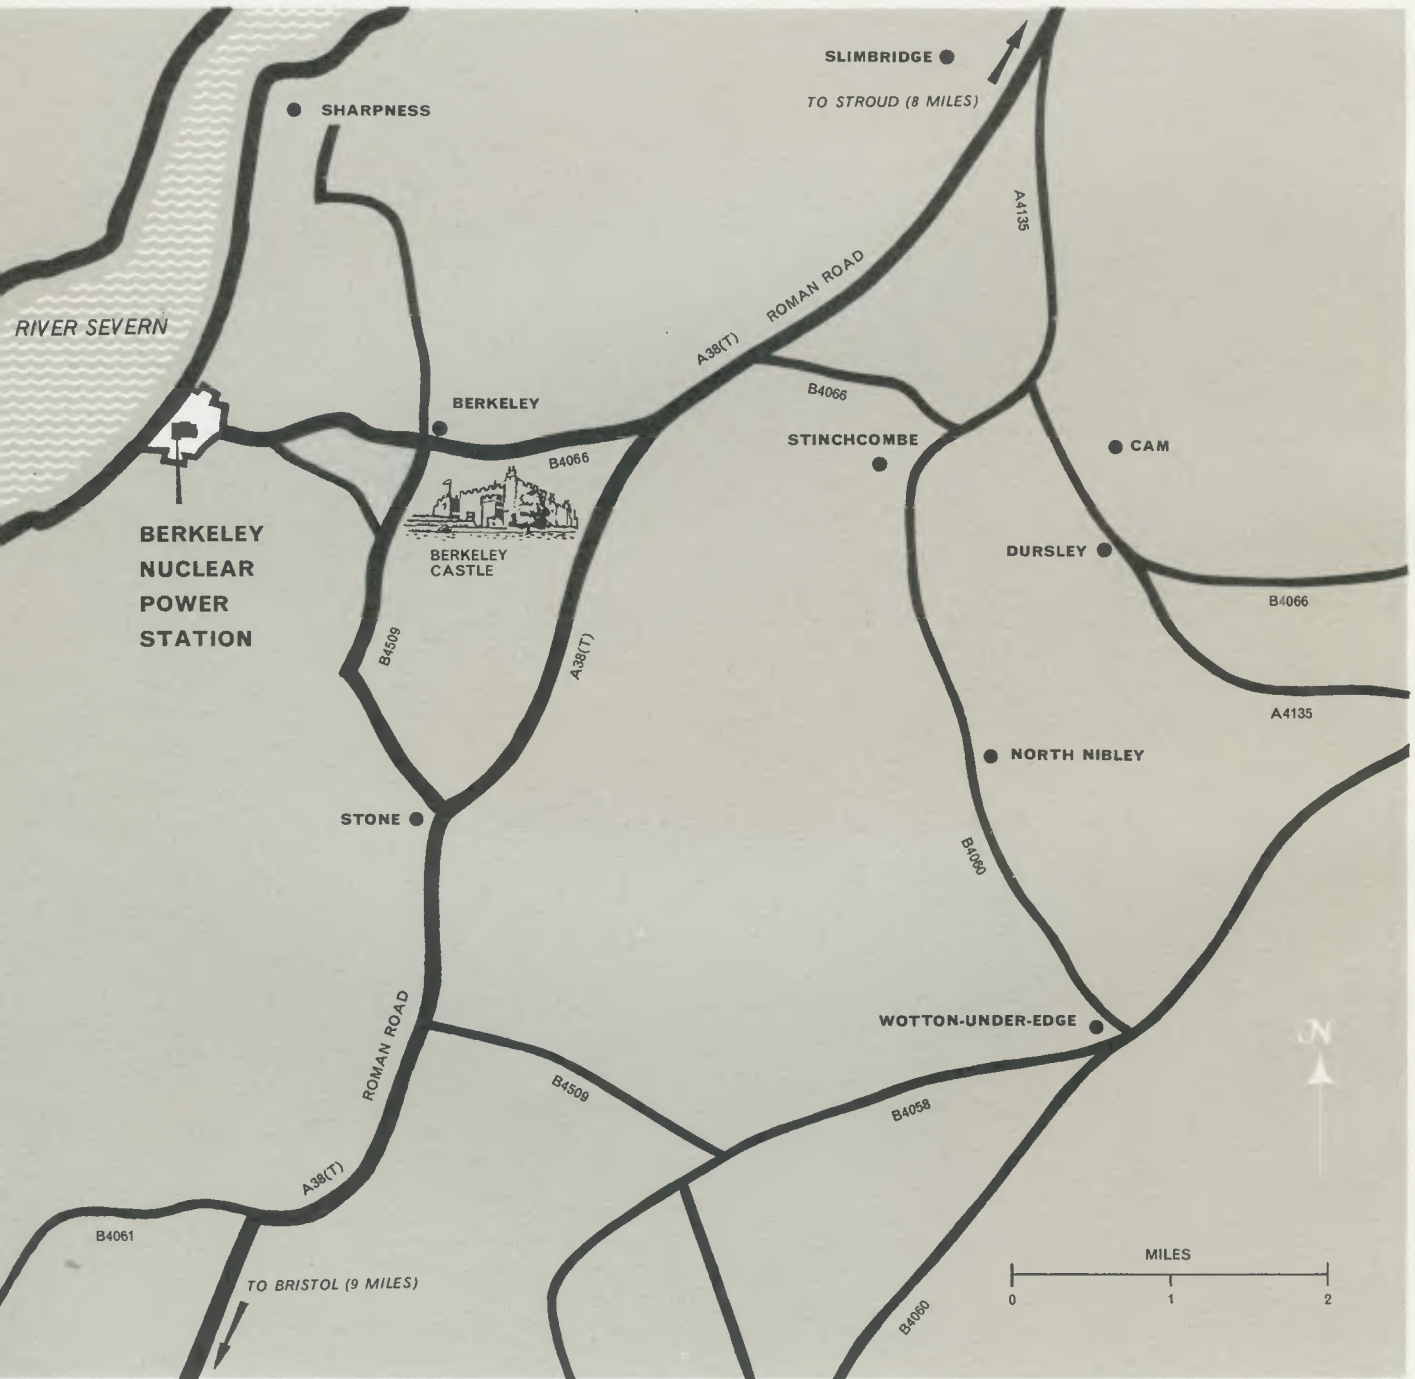 SLIMBRIDGE
TO STROUD (8 MILES)
SHARPNESS
A4135
ROMAN ROAD
RIVER SEVERN
A38(T)
B4066
BERKELEY
STINCHCOMBE
CAM
B4066
BERKELEY
NUCLEAR
POWER
STATION
BERKELEY
CASTLE
DURSLEY
B4066
B4509
A38(T)
A4135
NORTH NIBLEY
STONE
B4060
ROMAN ROAD
WOTTON-UNDER-EDGE
N
B4509
B4058
A38(T)
B4061
TO BRISTOL (9 MILES)
MILES
0 1 2
B4060